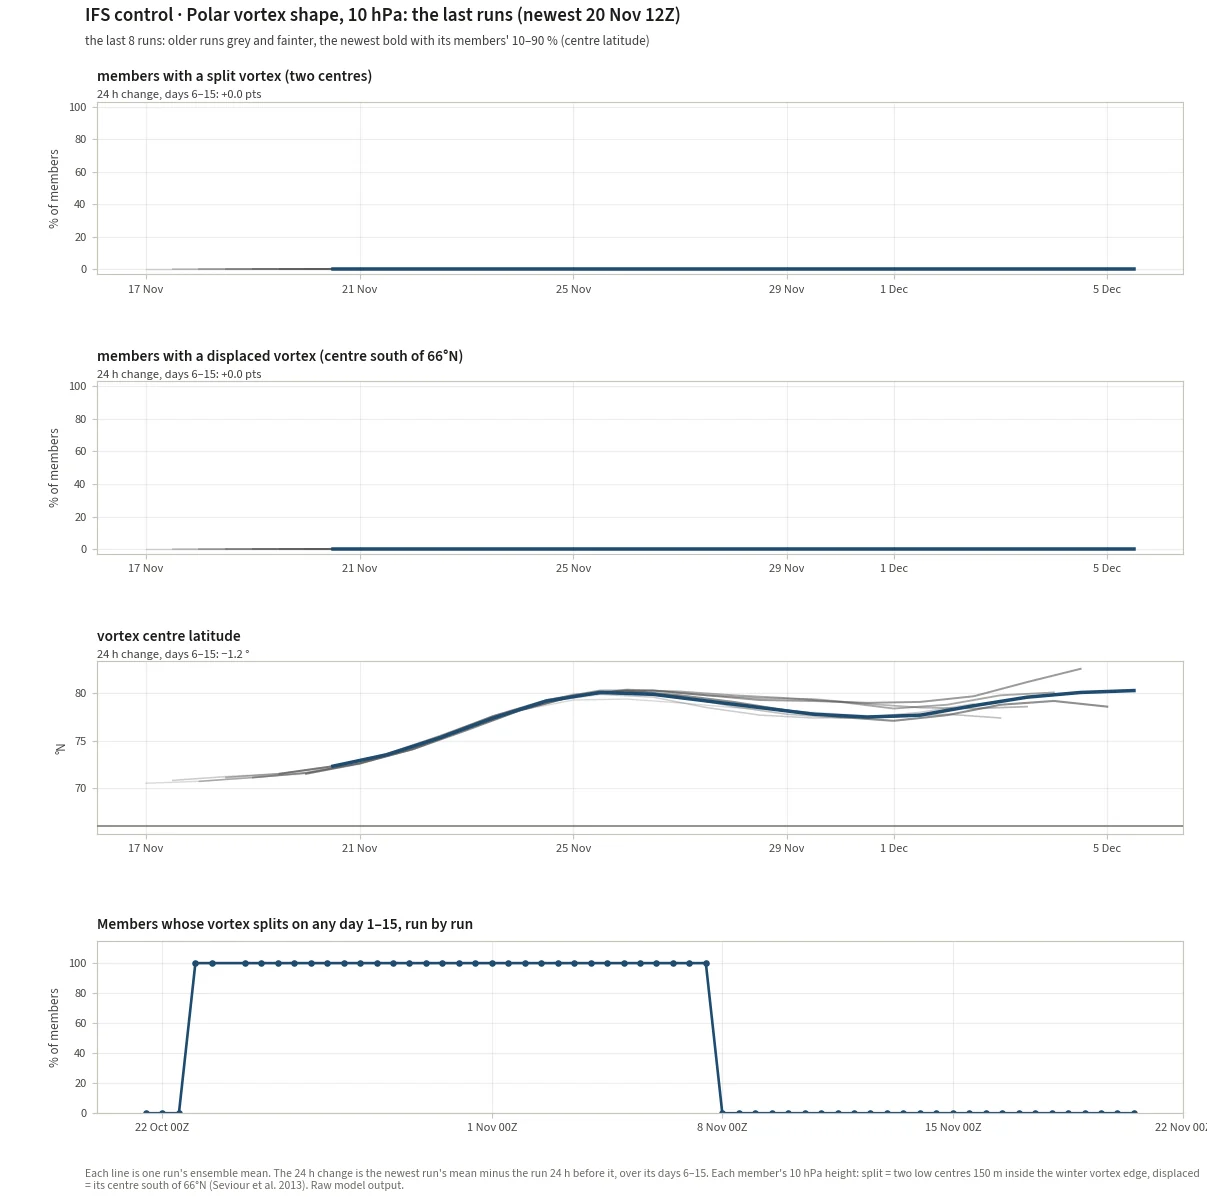 IFS control · Polar vortex shape, 10 hPa: the last runs (newest 20 Nov 12Z)
the last 8 runs: older runs grey and fainter, the newest bold with its members' 10–90 % (centre latitude)
members with a split vortex (two centres)
24 h change, days 6–15: +0.0 pts
100
80
60
40
20
0
% of members
17 Nov 21 Nov 25 Nov 29 Nov 1 Dec 5 Dec
members with a displaced vortex (centre south of 66°N)
24 h change, days 6–15: +0.0 pts
100
80
60
40
20
0
% of members
17 Nov 21 Nov 25 Nov 29 Nov 1 Dec 5 Dec
vortex centre latitude
24 h change, days 6–15: −1.2 °
80
75
70
°N
17 Nov 21 Nov 25 Nov 29 Nov 1 Dec 5 Dec
Members whose vortex splits on any day 1–15, run by run
100
80
60
40
20
0
% of members
22 Oct 00Z 1 Nov 00Z 8 Nov 00Z 15 Nov 00Z 22 Nov 00Z
Each line is one run's ensemble mean. The 24 h change is the newest run's mean minus the run 24 h before it, over its days 6–15. Each member's 10 hPa height: split = two low centres 150 m inside the winter vortex edge, displaced
= its centre south of 66°N (Seviour et al. 2013). Raw model output.